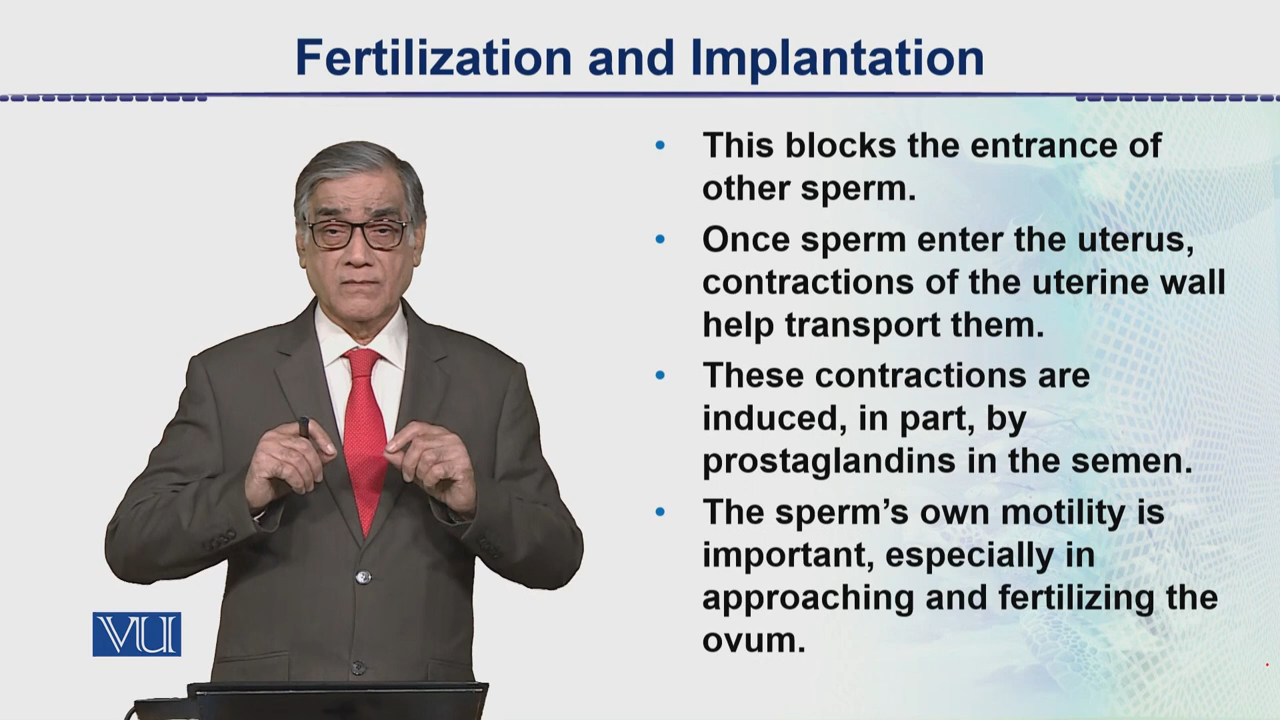 Fertilization and Implantation
• This blocks the entrance of
other sperm.
• Once sperm enter the uterus,
contractions of the uterine wall
help transport them.
• These contractions are
induced, in part, by
prostaglandins in the semen.
• The sperm’s own motility is
important, especially in
approaching and fertilizing the
ovum.
VU